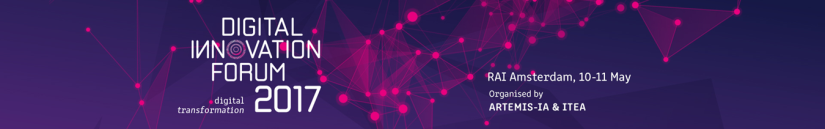 DIGITAL
INNOVATION
FORUM
digital
transformation
2017
RAI Amsterdam, 10-11 May
Organised by
ARTEMIS-IA & ITEA